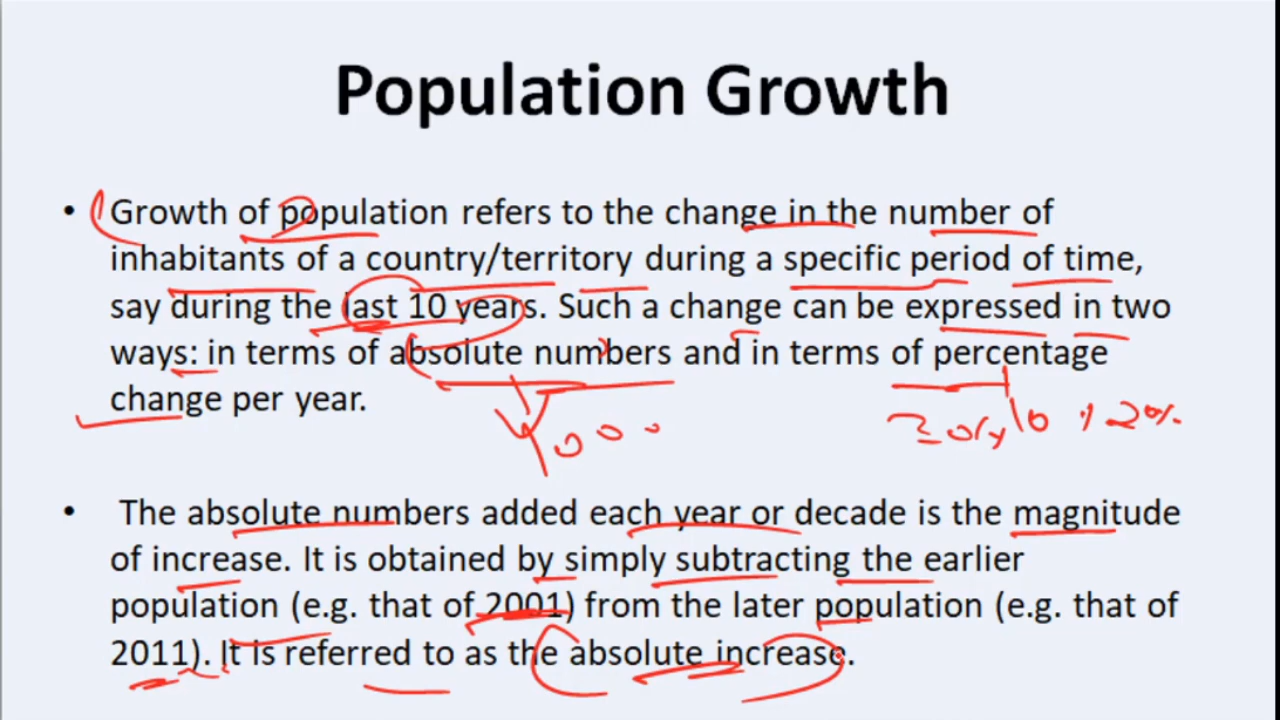 Population Growth
• Growth of population refers to the change in the number of
inhabitants of a country/territory during a specific period of time,
say during the last 10 years. Such a change can be expressed in two
ways: in terms of absolute numbers and in terms of percentage
change per year.
• The absolute numbers added each year or decade is the magnitude
of increase. It is obtained by simply subtracting the earlier
population (e.g. that of 2001) from the later population (e.g. that of
2011). It is referred to as the absolute increase.